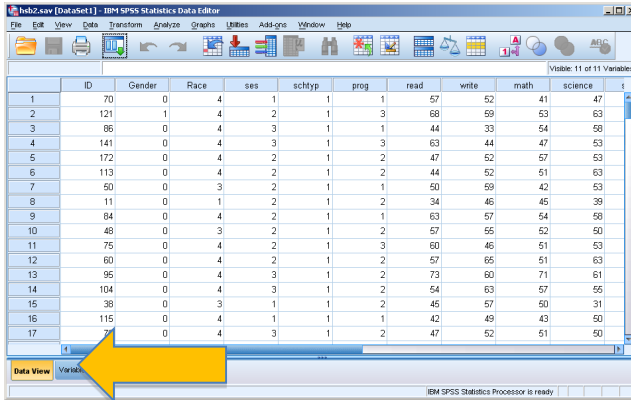 hsb2.sav [DataSet1] - IBM SPSS Statistics Data Editor
File Edit View Data Transform Analyze Graphs Utilities Add-ons Window Help
Visible: 11 of 11 Variables
ID Gender Race ses schtyp prog read write math science s
1 70 0 4 1 1 1 57 52 41 47
2 121 1 4 2 1 3 68 59 53 63
3 86 0 4 3 1 1 44 33 54 58
4 141 0 4 3 1 3 63 44 47 53
5 172 0 4 2 1 2 47 52 57 53
6 113 0 4 2 1 2 44 52 51 63
7 50 0 3 2 1 1 50 59 42 53
8 11 0 1 2 1 2 34 46 45 39
9 84 0 4 2 1 1 63 57 54 58
10 48 0 3 2 1 2 57 55 52 50
11 75 0 4 2 1 3 60 46 51 53
12 60 0 4 2 1 2 57 65 51 63
13 95 0 4 3 1 2 73 60 71 61
14 104 0 4 3 1 2 54 63 57 55
15 38 0 3 1 1 2 45 57 50 31
16 115 0 4 1 1 1 42 49 43 50
17 0 4 3 1 2 47 52 51 50
Data View
IBM SPSS Statistics Processor is ready